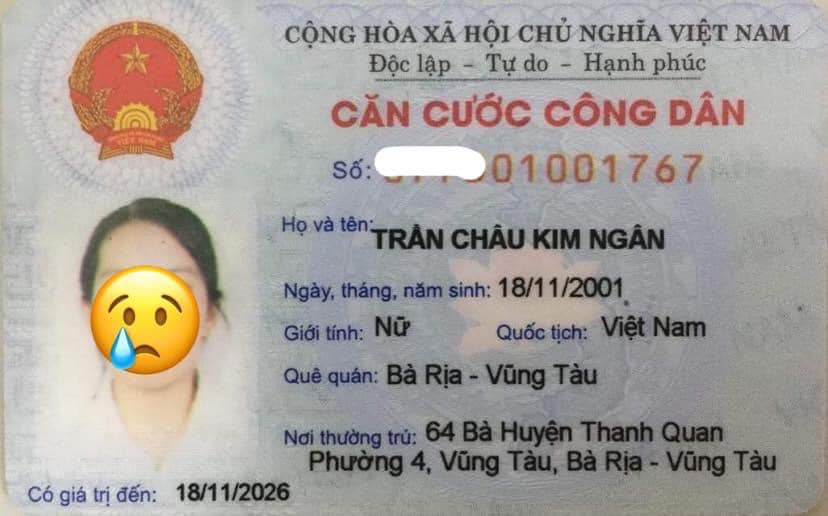 CỘNG HÒA XÃ HỘI CHỦ NGHĨA VIỆT NAM
Độc lập - Tự do - Hạnh phúc
CĂN CƯỚC CÔNG DÂN
VIỆT NAM
Số: 01001767
Họ và tên: TRẦN CHÂU KIM NGÂN
Ngày, tháng, năm sinh: 18/11/2001
Giới tính: Nữ Quốc tịch: Việt Nam
Quê quán: Bà Rịa - Vũng Tàu
Nơi thường trú: 64 Bà Huyện Thanh Quan
Phường 4, Vũng Tàu, Bà Rịa - Vũng Tàu
Có giá trị đến: 18/11/2026